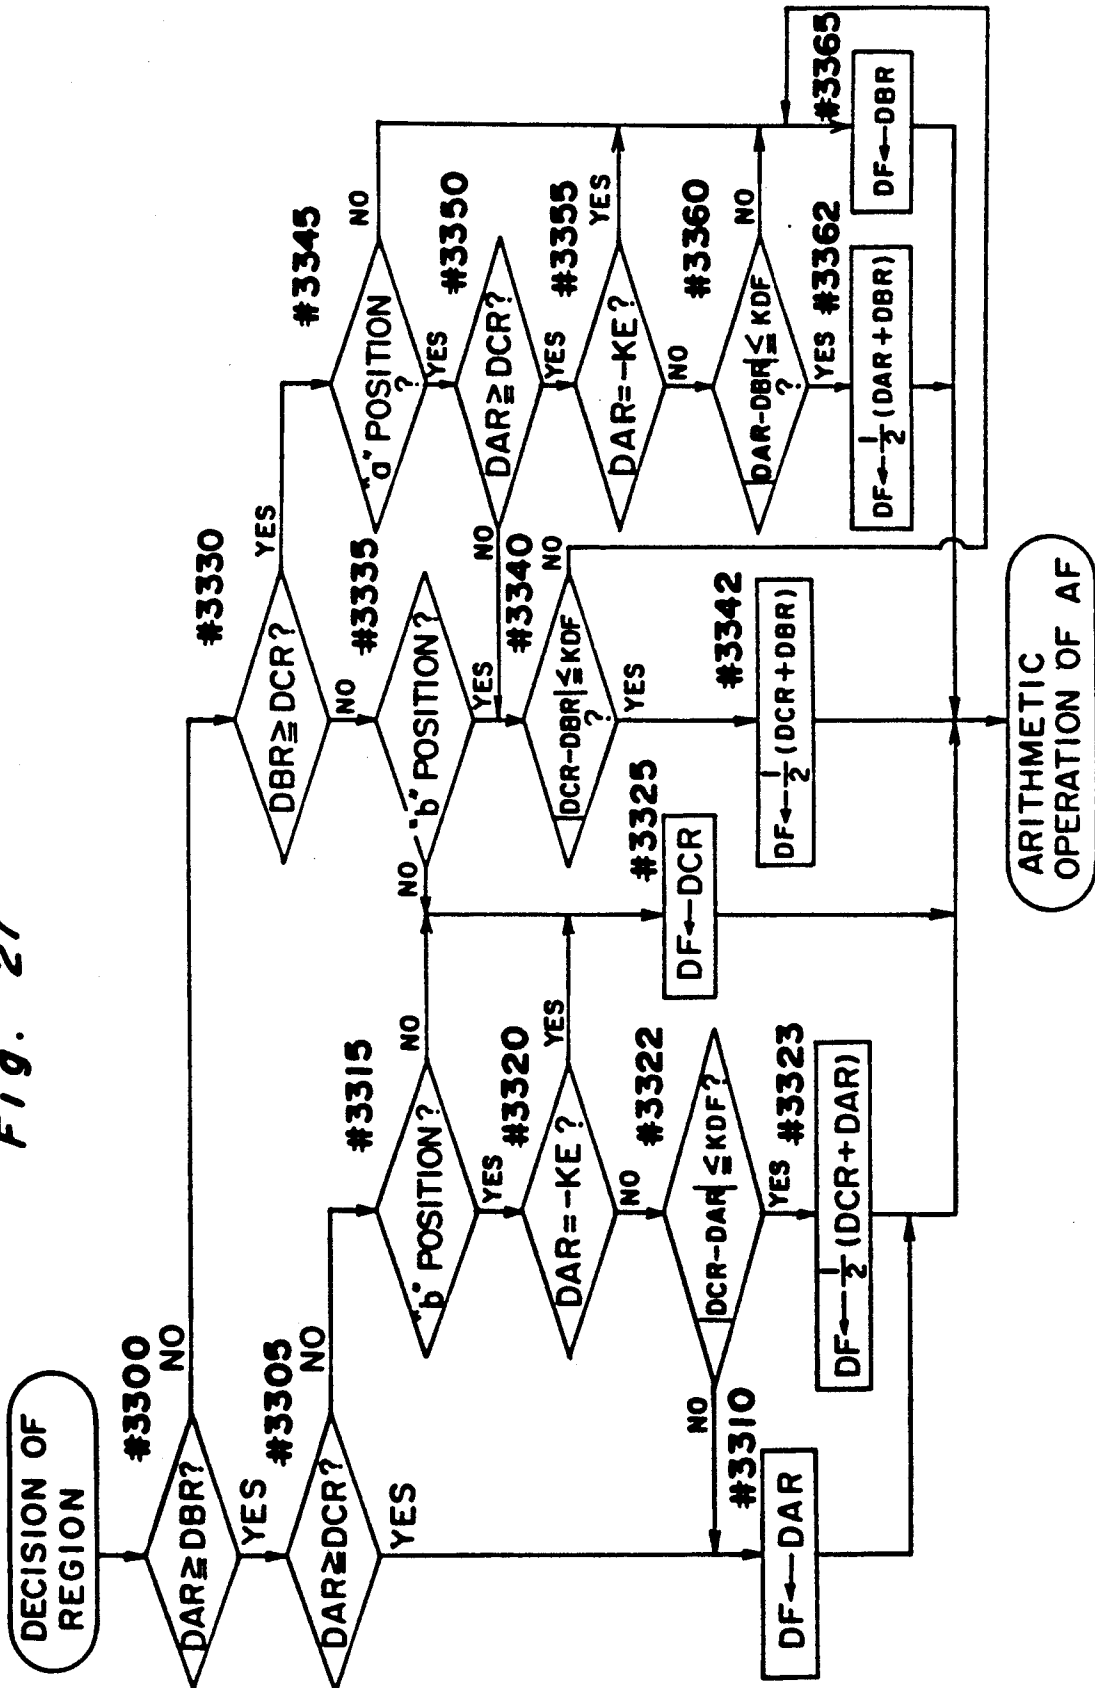 Fig. 27
DECISION OF
REGION
#3300
DAR≧DBR?
NO
YES
#3305
DAR≧DCR?
NO
YES
#3310
DF←DAR
#3315
"b" POSITION?
NO
YES
#3320
DAR=-KE?
YES
NO
#3322
|DCR-DAR|≦KDF?
NO
YES
#3323
DF←1/2(DCR+DAR)
#3325
DF←DCR
#3330
DBR≧DCR?
YES
NO
#3335
"b" POSITION?
NO
YES
#3340
|DCR-DBR|≦KDF
?
NO
YES
#3342
DF←1/2(DCR+DBR)
#3345
"a" POSITION
?
NO
YES
#3350
DAR≧DCR?
NO
YES
#3355
DAR=-KE?
YES
NO
#3360
|DAR-DBR|≦KDF
?
NO
YES
#3362
DF←1/2(DAR+DBR)
#3365
DF←DBR
ARITHMETIC
OPERATION OF AF